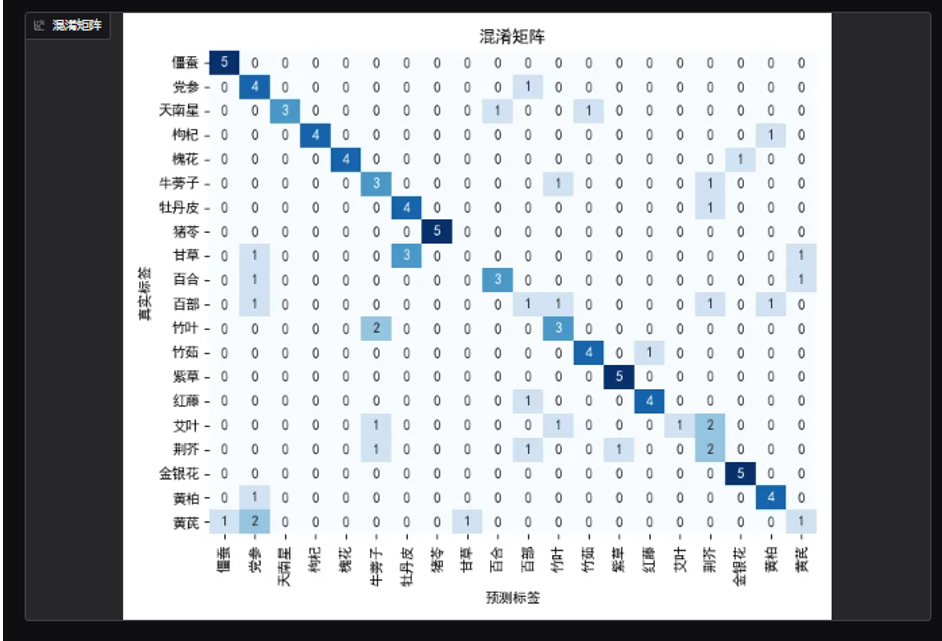 混淆矩阵
混淆矩阵
僵蚕 5 0 0 0 0 0 0 0 0 0 0 0 0 0 0 0 0 0 0 0
党参 0 4 0 0 0 0 0 0 0 0 1 0 0 0 0 0 0 0 0 0
天南星 0 0 3 0 0 0 0 0 0 1 0 0 1 0 0 0 0 0 0 0
枸杞 0 0 0 4 0 0 0 0 0 0 0 0 0 0 0 0 0 0 1 0
槐花 0 0 0 0 4 0 0 0 0 0 0 0 0 0 0 0 0 1 0 0
牛蒡子 0 0 0 0 0 3 0 0 0 0 0 1 0 0 0 0 1 0 0 0
牡丹皮 0 0 0 0 0 0 4 0 0 0 0 0 0 0 0 0 1 0 0 0
猪苓 0 0 0 0 0 0 0 5 0 0 0 0 0 0 0 0 0 0 0 0
甘草 0 1 0 0 0 0 3 0 0 0 0 0 0 0 0 0 0 0 0 1
百合 0 1 0 0 0 0 0 0 0 3 0 0 0 0 0 0 0 0 0 1
百部 0 1 0 0 0 0 0 0 0 0 1 1 0 0 0 0 1 0 1 0
竹叶 0 0 0 0 0 2 0 0 0 0 0 3 0 0 0 0 0 0 0 0
竹茹 0 0 0 0 0 0 0 0 0 0 0 0 4 0 1 0 0 0 0 0
紫草 0 0 0 0 0 0 0 0 0 0 0 0 0 5 0 0 0 0 0 0
红藤 0 0 0 0 0 0 0 0 0 0 1 0 0 0 4 0 0 0 0 0
艾叶 0 0 0 0 0 1 0 0 0 0 0 1 0 0 0 1 2 0 0 0
荆芥 0 0 0 0 0 1 0 0 0 0 1 0 0 1 0 0 2 0 0 0
金银花 0 0 0 0 0 0 0 0 0 0 0 0 0 0 0 0 0 5 0 0
黄柏 0 1 0 0 0 0 0 0 0 0 0 0 0 0 0 0 0 0 4 0
黄芪 1 2 0 0 0 0 0 0 1 0 0 0 0 0 0 0 0 0 0 1
真实标签
僵蚕 党参 天南星 枸杞 槐花 牛蒡子 牡丹皮 猪苓 甘草 百合 百部 竹叶 竹茹 紫草 红藤 艾叶 荆芥 金银花 黄柏 黄芪
预测标签